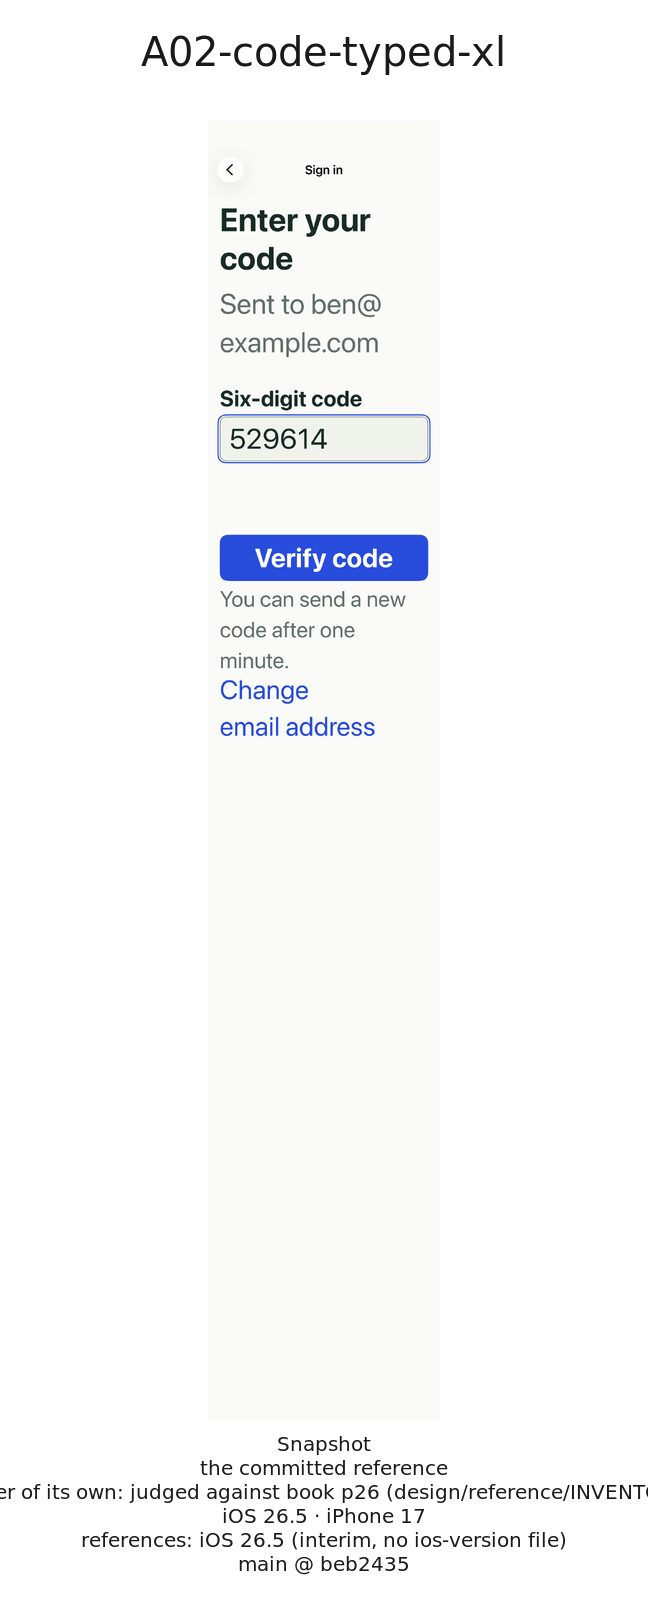 A02-code-typed-xl
Sign in
Enter your
code
Sent to ben@
example.com
Six-digit code
529614
Verify code
You can send a new
code after one
minute.
Change
email address
Snapshot
the committed reference
of its own: judged against book p26 (design/reference/
iOS 26.5 · iPhone 17
references: iOS 26.5 (interim, no ios-version file)
main @ beb2435